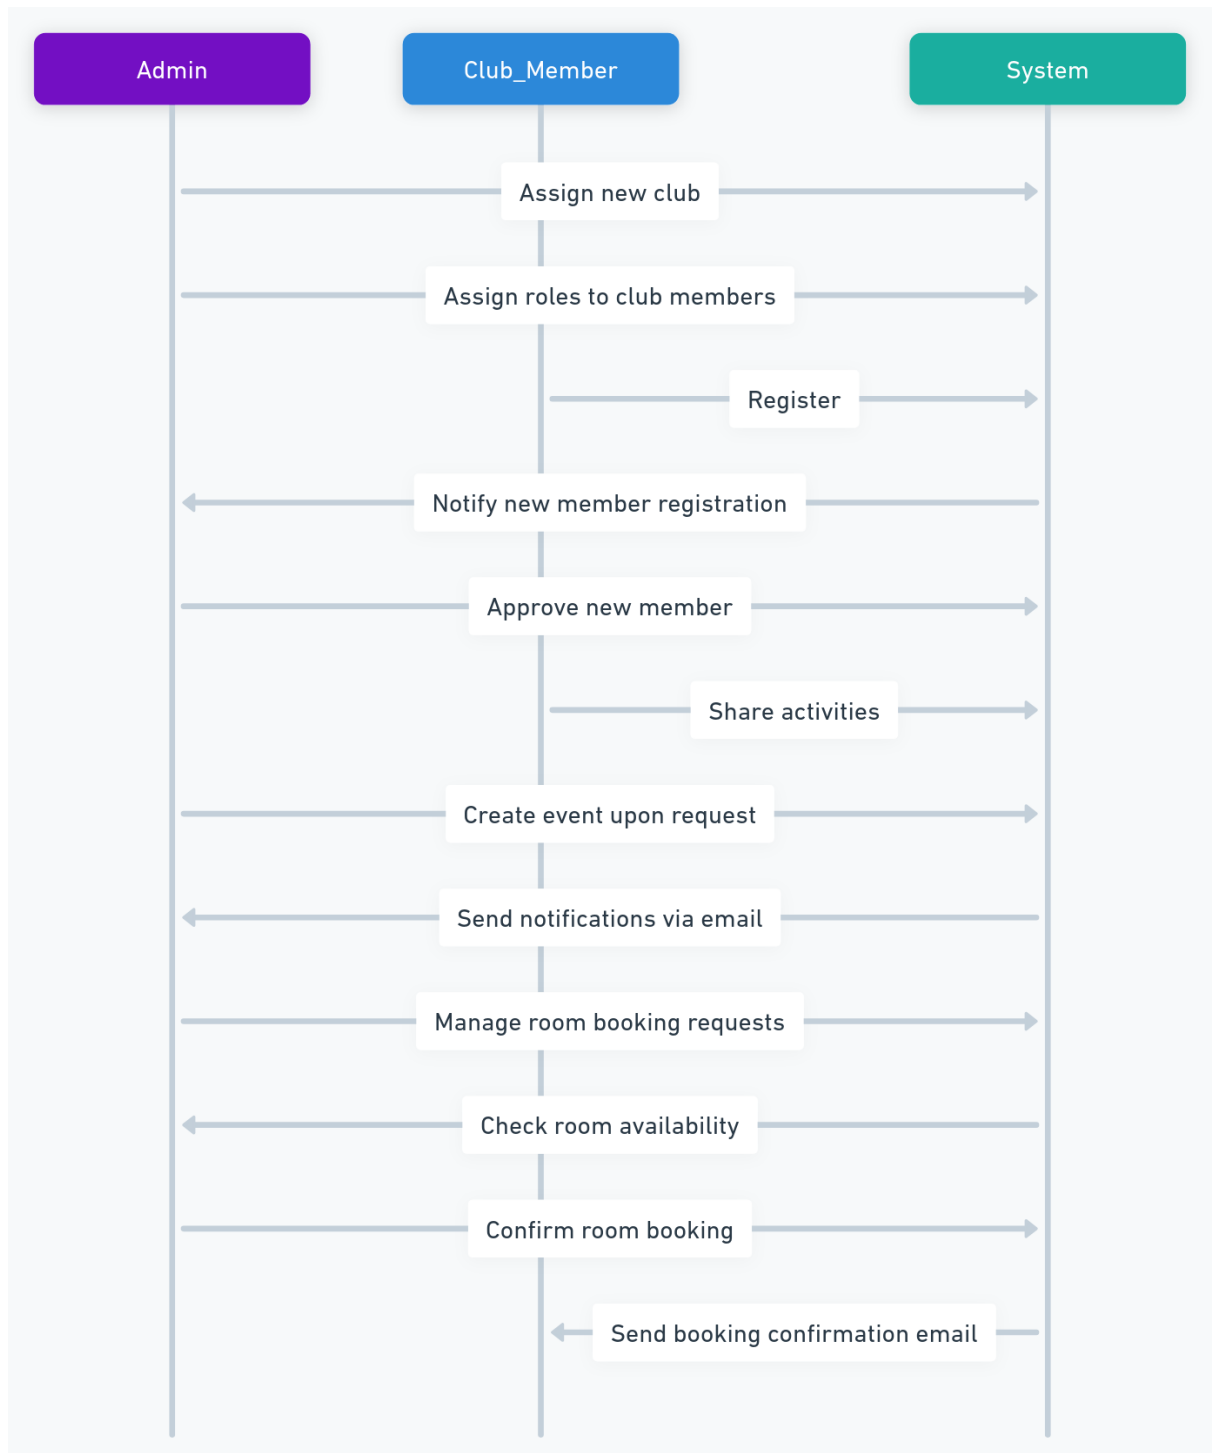 Admin
Club_Member
System
Assign new club
Assign roles to club members
Register
Notify new member registration
Approve new member
Share activities
Create event upon request
Send notifications via email
Manage room booking requests
Check room availability
Confirm room booking
Send booking confirmation email